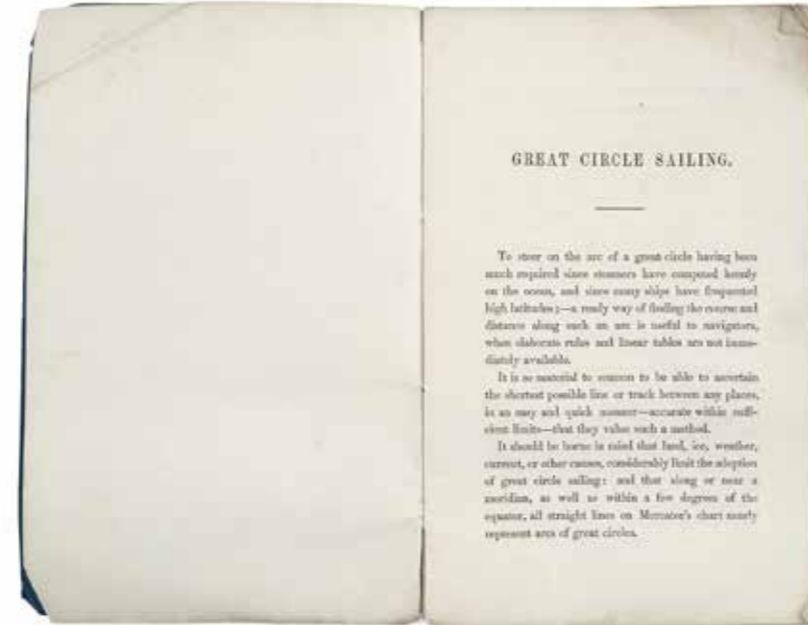 GREAT CIRCLE SAILING.
To steer on the arc of a great circle having been
much required since steamers have competed keenly
on the ocean, and since many ships have frequented
high latitudes;—a ready way of finding the course and
distance along such an arc is useful to navigators,
when elaborate rules and linear tables are not imme-
diately available.
It is so material to seamen to be able to ascertain
the shortest possible line or track between any places,
in an easy and quick manner—accurate within suffi-
cient limits—that they value such a method.
It should be borne in mind that land, ice, weather,
current, or other causes, considerably limit the adoption
of great circle sailing: and that along or near a
meridian, as well as within a few degrees of the
equator, all straight lines on Mercator's chart nearly
represent arcs of great circles.